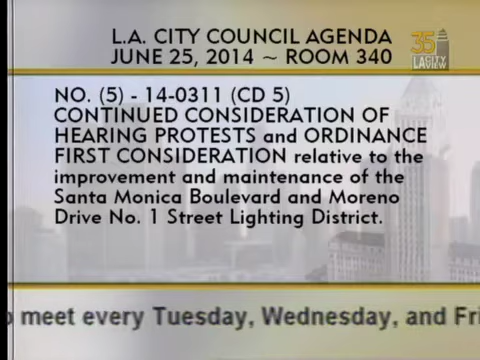 L.A. CITY COUNCIL AGENDA
JUNE 25, 2014 ~ ROOM 340
35
LA CITY VIEW
NO. (5) - 14-0311 (CD 5)
CONTINUED CONSIDERATION OF
HEARING PROTESTS and ORDINANCE
FIRST CONSIDERATION relative to the
improvement and maintenance of the
Santa Monica Boulevard and Moreno
Drive No. 1 Street Lighting District.
meet every Tuesday, Wednesday, and